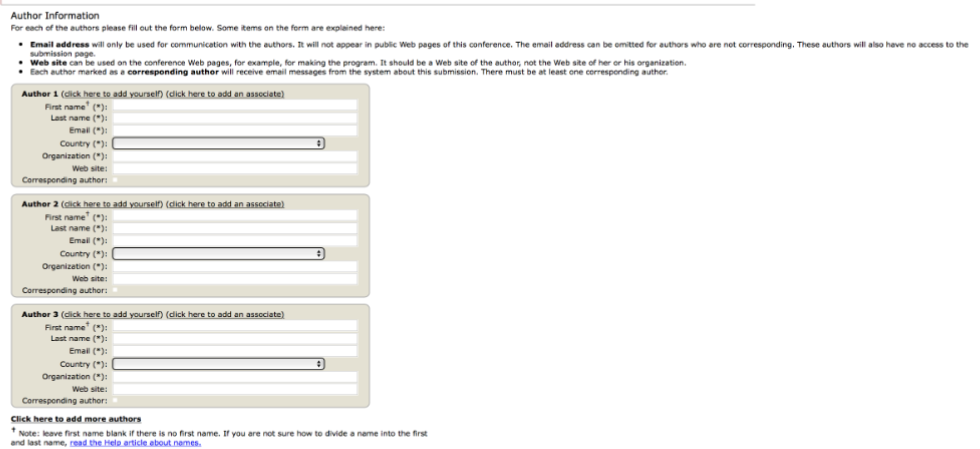 Author Information
For each of the authors please fill out the form below. Some items on the form are explained here:
• Email address will only be used for communication with the authors. It will not appear in public Web pages of this conference. The email address can be omitted for authors who are not corresponding. These authors will also have no access to the
submission page.
• Web site can be used on the conference Web pages, for example, for making the program. It should be a Web site of the author, not the Web site of her or his organization.
• Each author marked as a corresponding author will receive email messages from the system about this submission. There must be at least one corresponding author.
Author 1 (click here to add yourself) (click here to add an associate)
First name† (*):
Last name (*):
Email (*):
Country (*):
Organization (*):
Web site:
Corresponding author:
Author 2 (click here to add yourself) (click here to add an associate)
First name† (*):
Last name (*):
Email (*):
Country (*):
Organization (*):
Web site:
Corresponding author:
Author 3 (click here to add yourself) (click here to add an associate)
First name† (*):
Last name (*):
Email (*):
Country (*):
Organization (*):
Web site:
Corresponding author:
Click here to add more authors
† Note: leave first name blank if there is no first name. If you are not sure how to divide a name into the first
and last name, read the Help article about names.